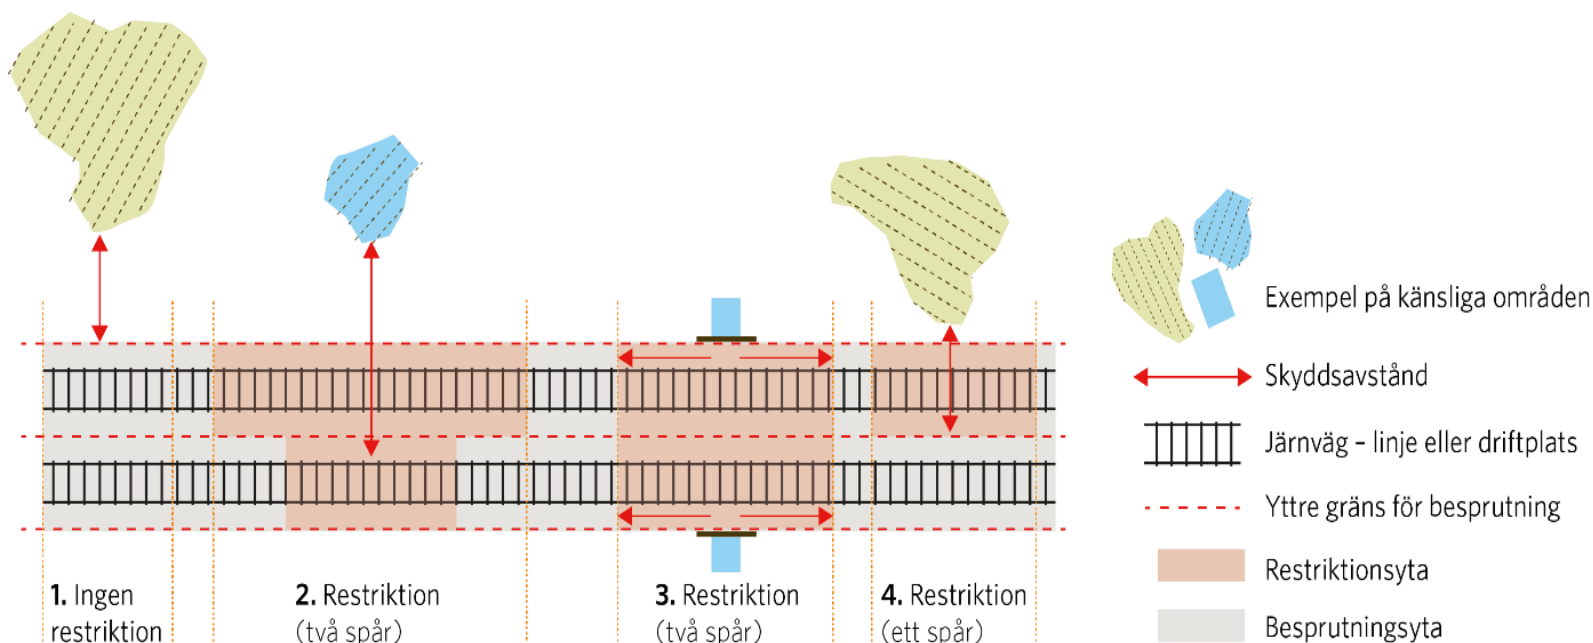 1. Ingen
restriktion
2. Restriktion
(två spår)
3. Restriktion
(två spår)
4. Restriktion
(ett spår)
Exempel på känsliga områden
Skyddsavstånd
Järnväg – linje eller driftplats
Yttre gräns för besprutning
Restriktionsyta
Besprutningsyta